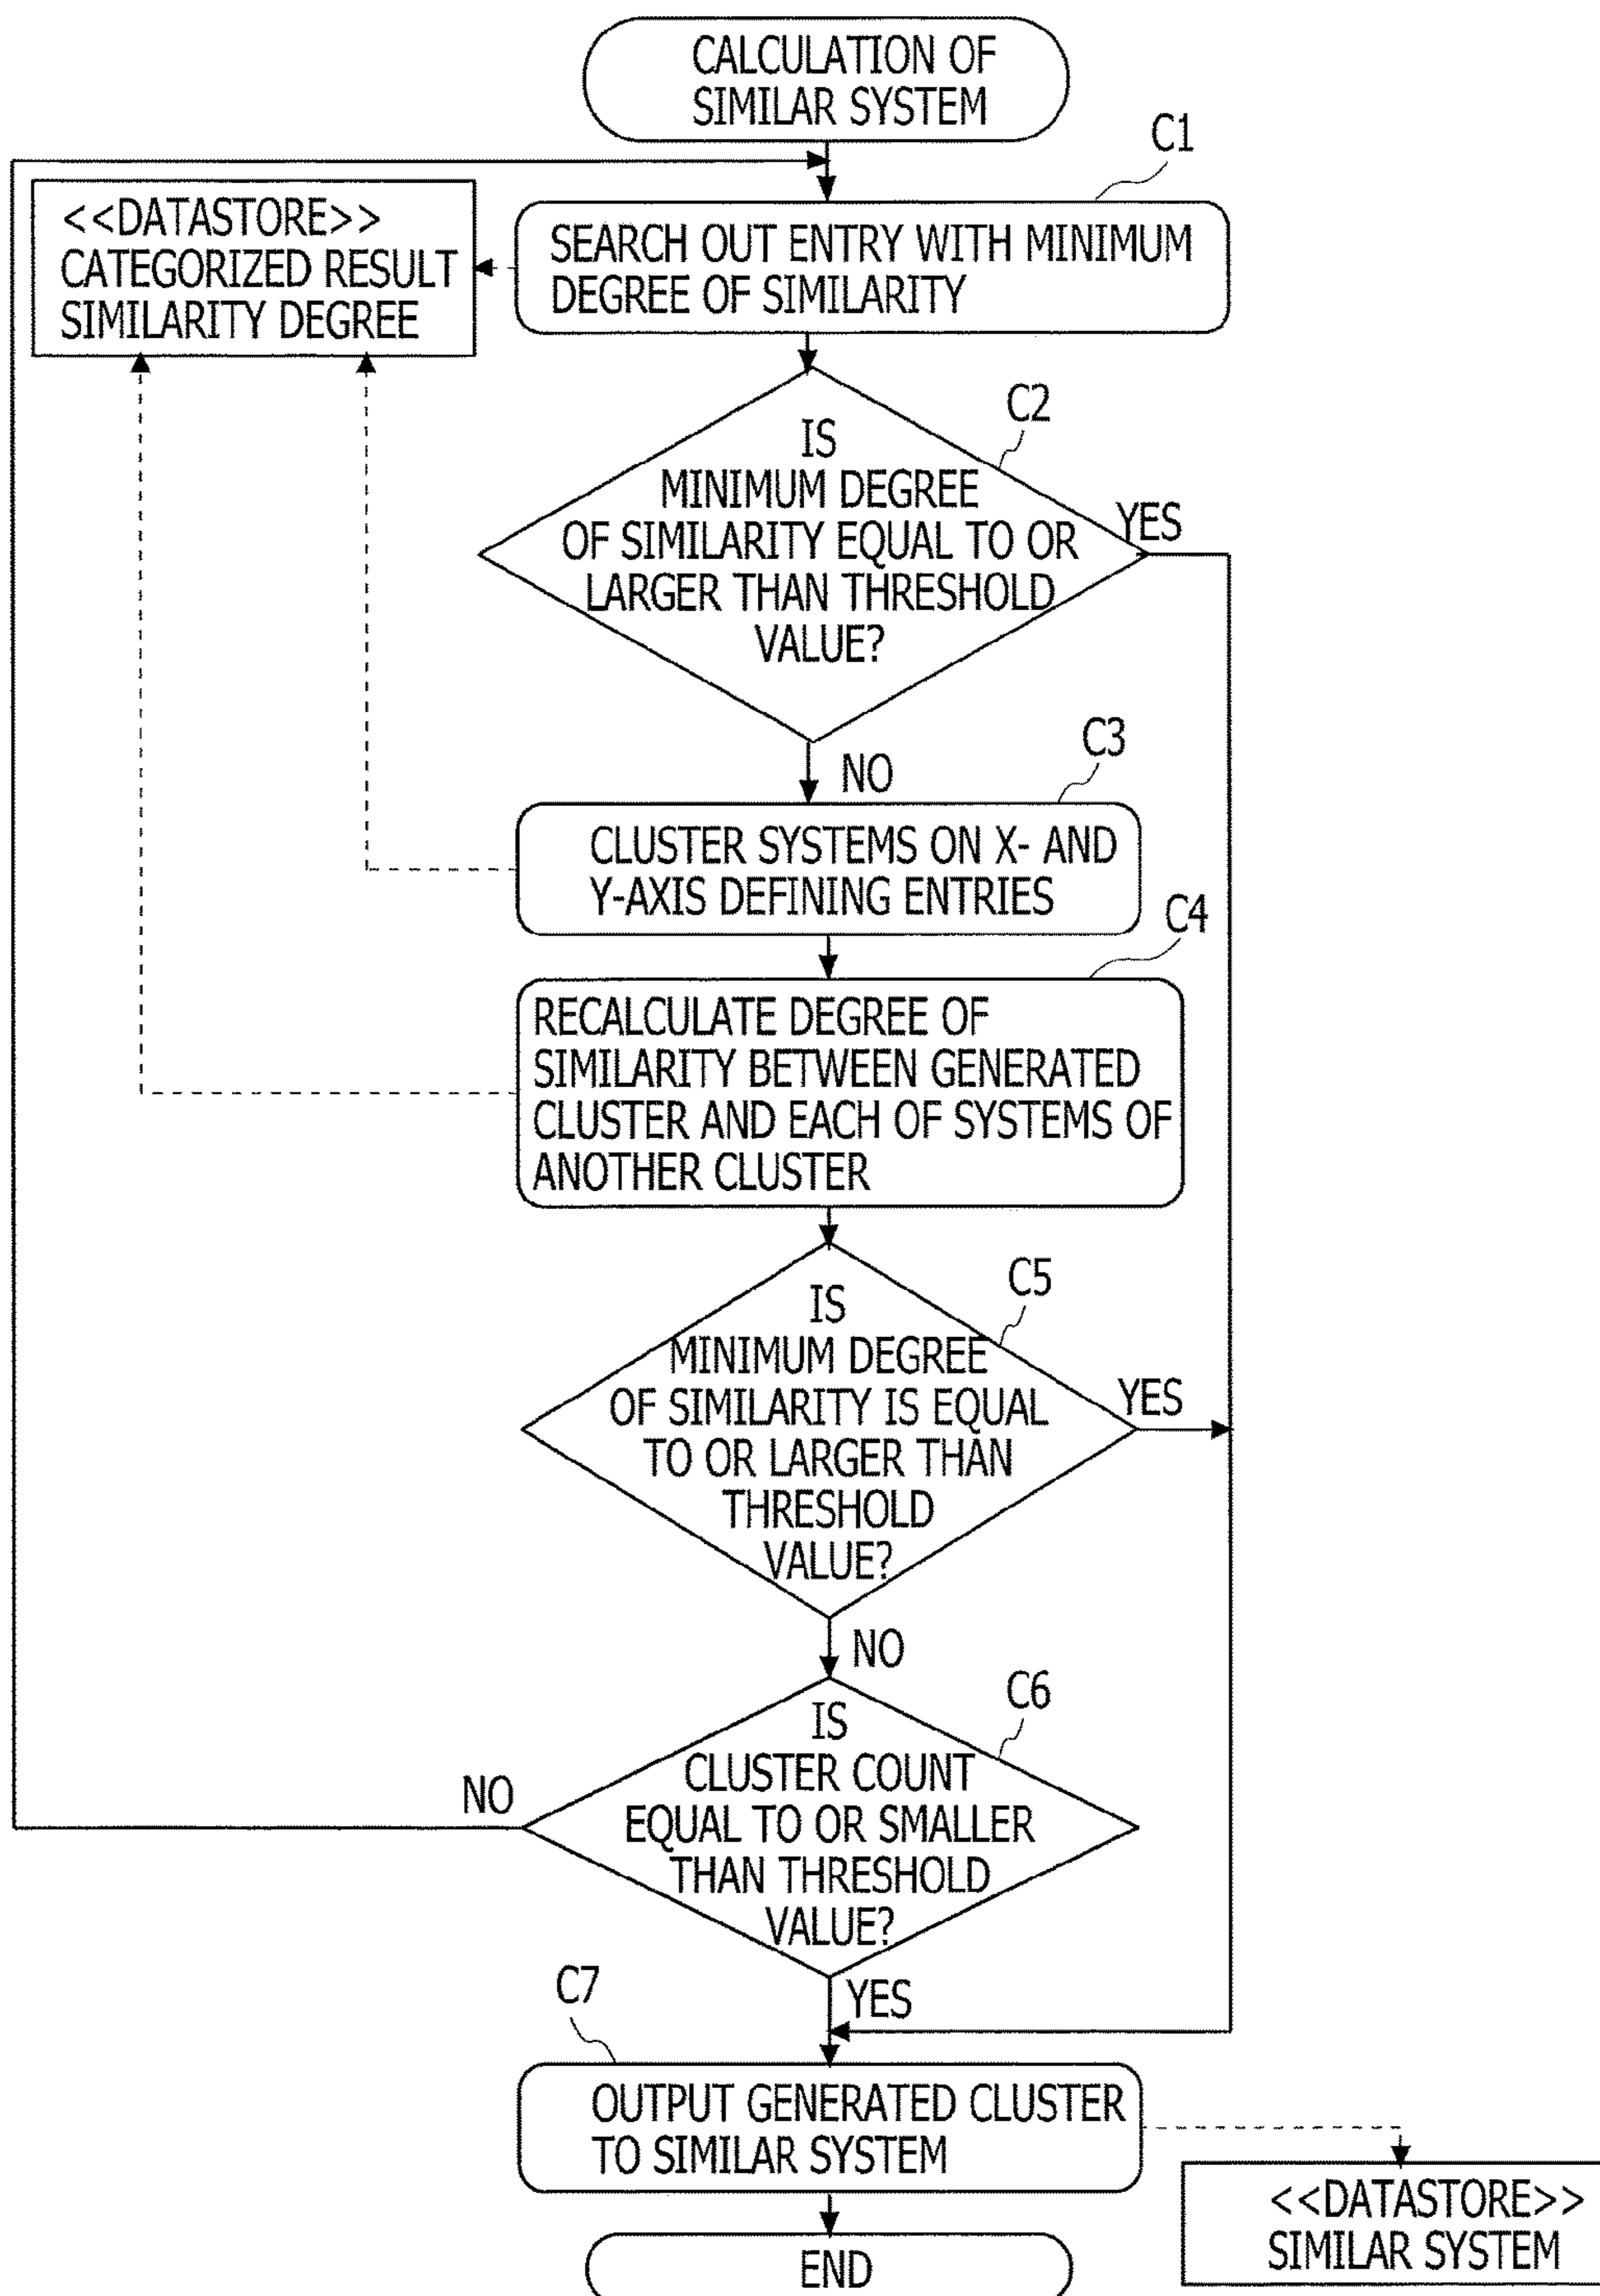 CALCULATION OF
SIMILAR SYSTEM
C1
<<DATASTORE>>
CATEGORIZED RESULT
SIMILARITY DEGREE
SEARCH OUT ENTRY WITH MINIMUM
DEGREE OF SIMILARITY
C2
IS
MINIMUM DEGREE
OF SIMILARITY EQUAL TO OR
LARGER THAN THRESHOLD
VALUE?
YES
NO
C3
CLUSTER SYSTEMS ON X- AND
Y-AXIS DEFINING ENTRIES
C4
RECALCULATE DEGREE OF
SIMILARITY BETWEEN GENERATED
CLUSTER AND EACH OF SYSTEMS OF
ANOTHER CLUSTER
C5
IS
MINIMUM DEGREE
OF SIMILARITY IS EQUAL
TO OR LARGER THAN
THRESHOLD
VALUE?
YES
NO
C6
IS
CLUSTER COUNT
EQUAL TO OR SMALLER
THAN THRESHOLD
VALUE?
NO
YES
C7
OUTPUT GENERATED CLUSTER
TO SIMILAR SYSTEM
<<DATASTORE>>
SIMILAR SYSTEM
END